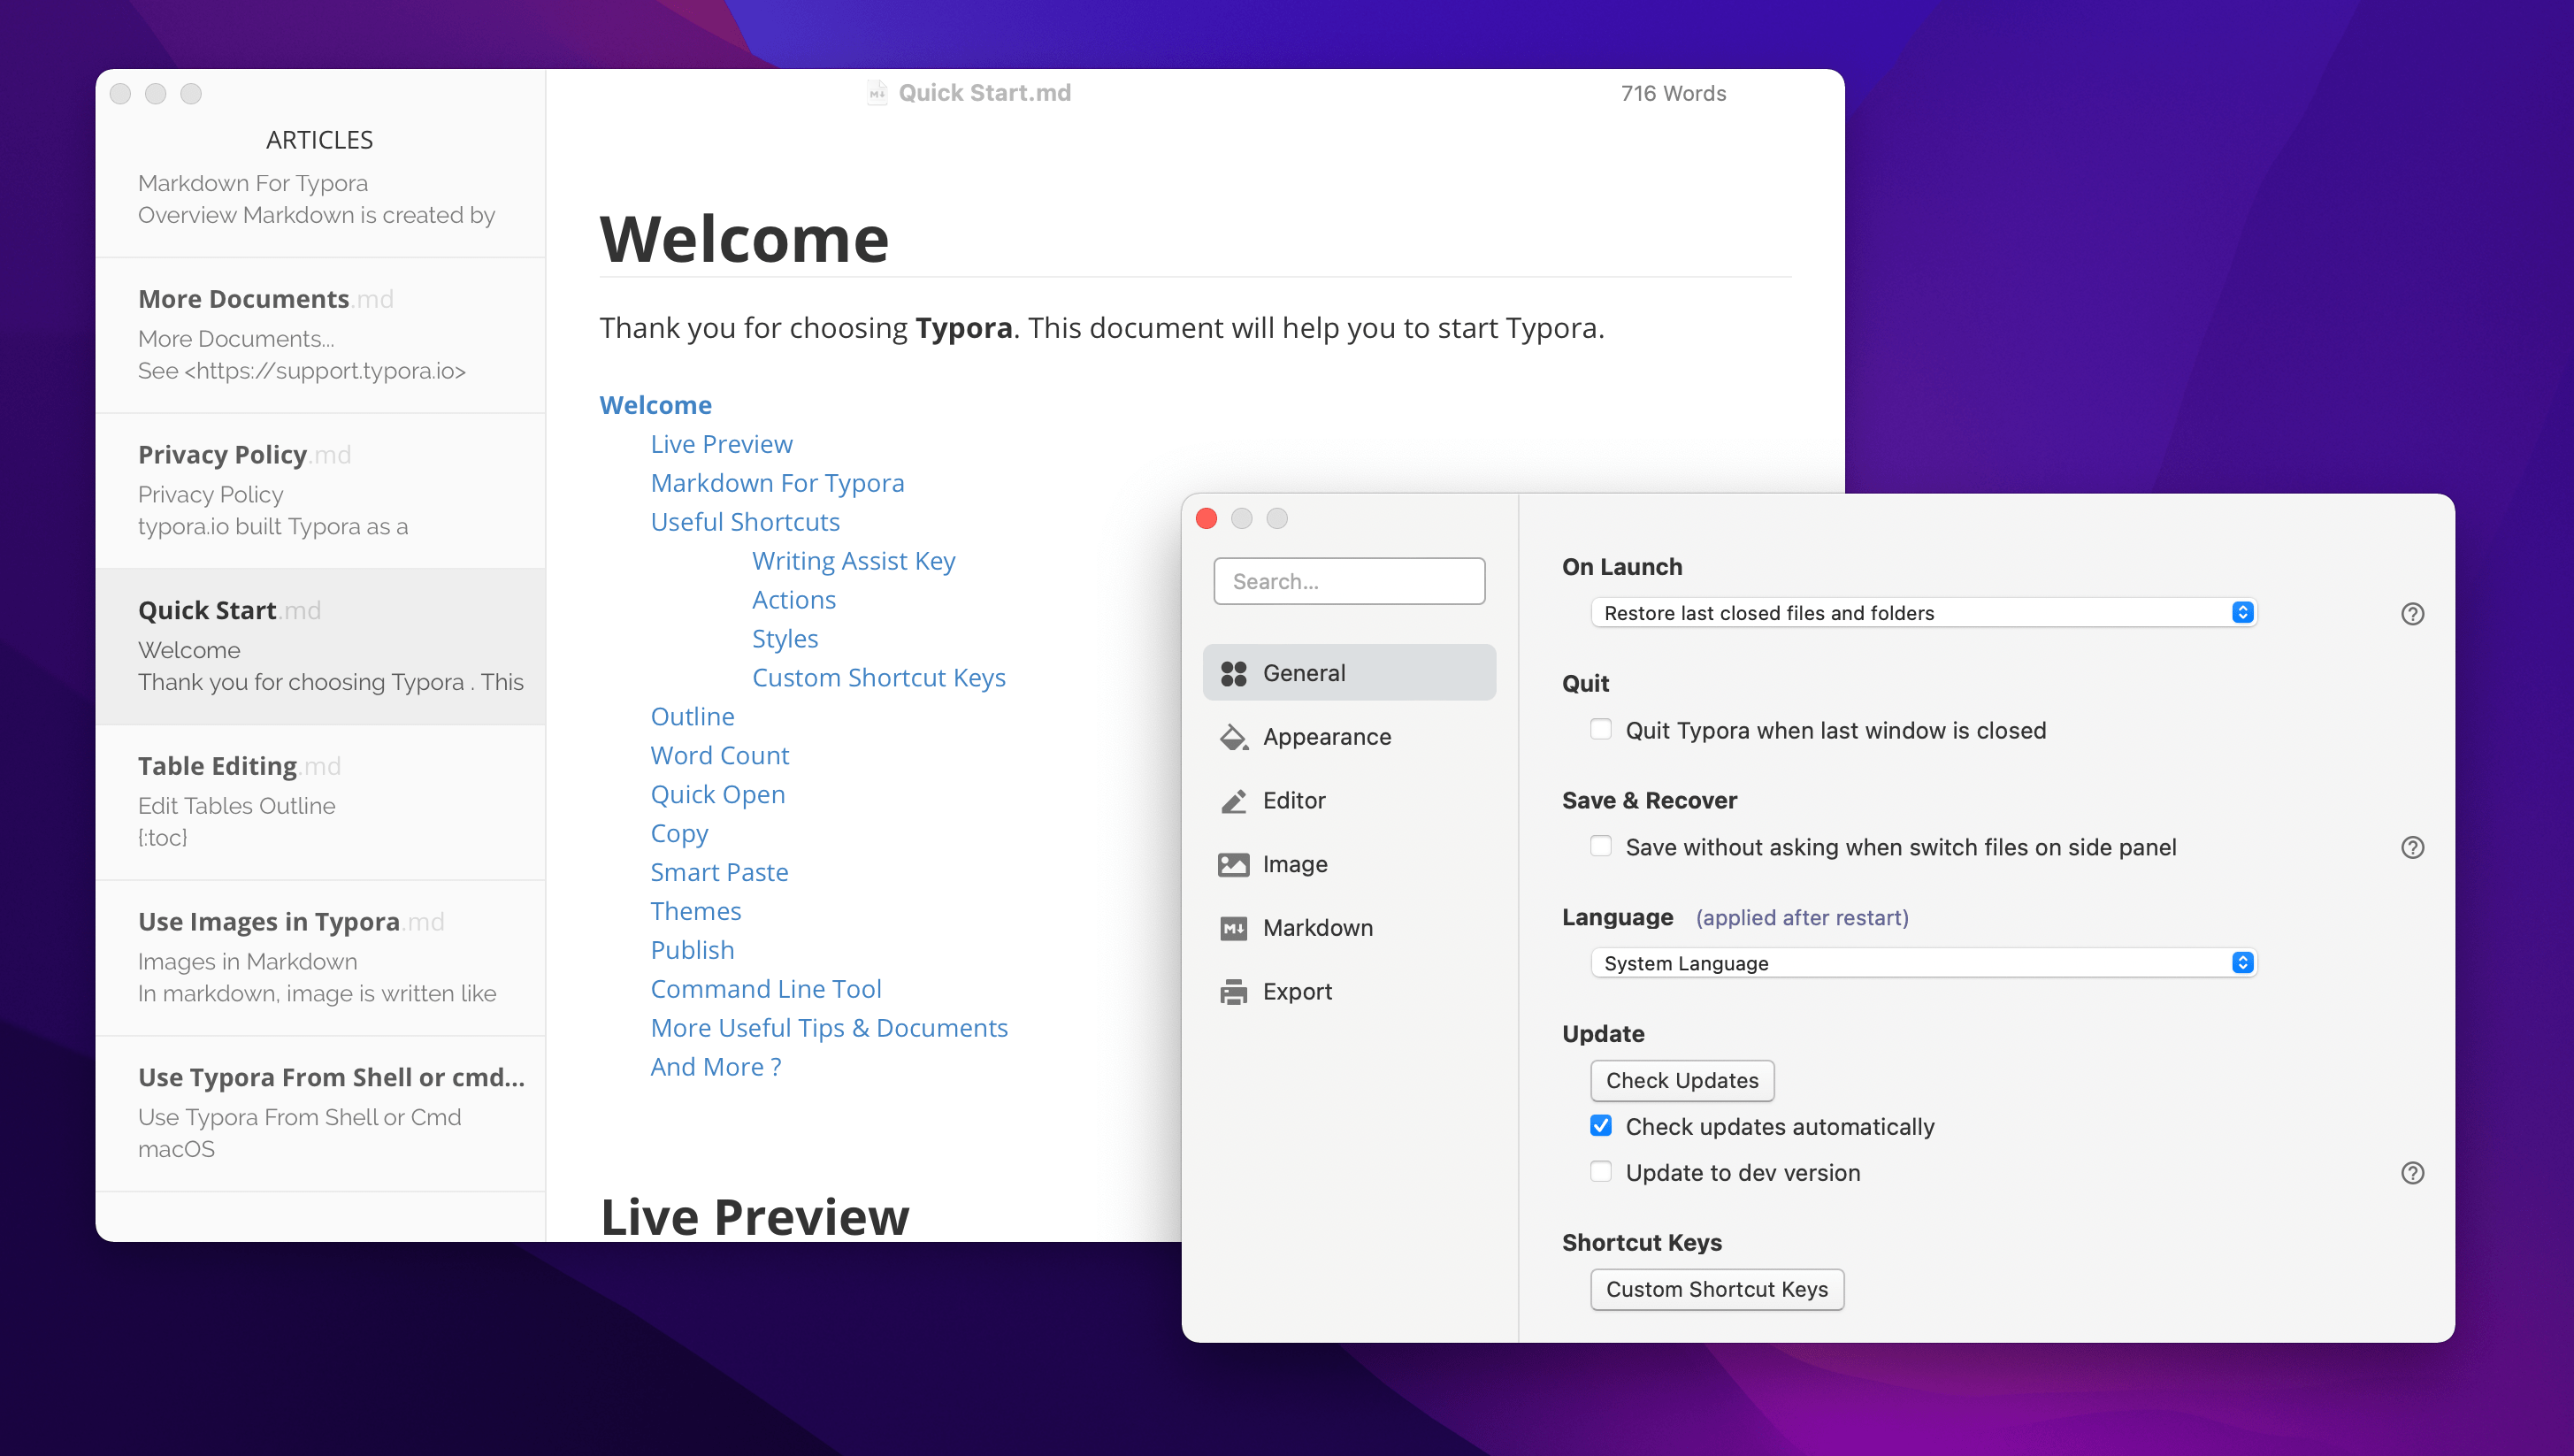 Quick Start.md
716 Words
ARTICLES
Markdown For Typora
Overview Markdown is created by
More Documents.md
More Documents...
See <https://support.typora.io>
Privacy Policy.md
Privacy Policy
typora.io built Typora as a
Quick Start.md
Welcome
Thank you for choosing Typora . This
Table Editing.md
Edit Tables Outline
{:toc}
Use Images in Typora.md
Images in Markdown
In markdown, image is written like
Use Typora From Shell or cmd...
Use Typora From Shell or Cmd
macOS
Welcome
Thank you for choosing Typora. This document will help you to start Typora.
Welcome
Live Preview
Markdown For Typora
Useful Shortcuts
Writing Assist Key
Actions
Styles
Custom Shortcut Keys
Outline
Word Count
Quick Open
Copy
Smart Paste
Themes
Publish
Command Line Tool
More Useful Tips & Documents
And More ?
Live Preview
Search...
General
Appearance
Editor
Image
M↓ Markdown
Export
On Launch
Restore last closed files and folders
Quit
Quit Typora when last window is closed
Save & Recover
Save without asking when switch files on side panel
Language (applied after restart)
System Language
Update
Check Updates
Check updates automatically
Update to dev version
Shortcut Keys
Custom Shortcut Keys